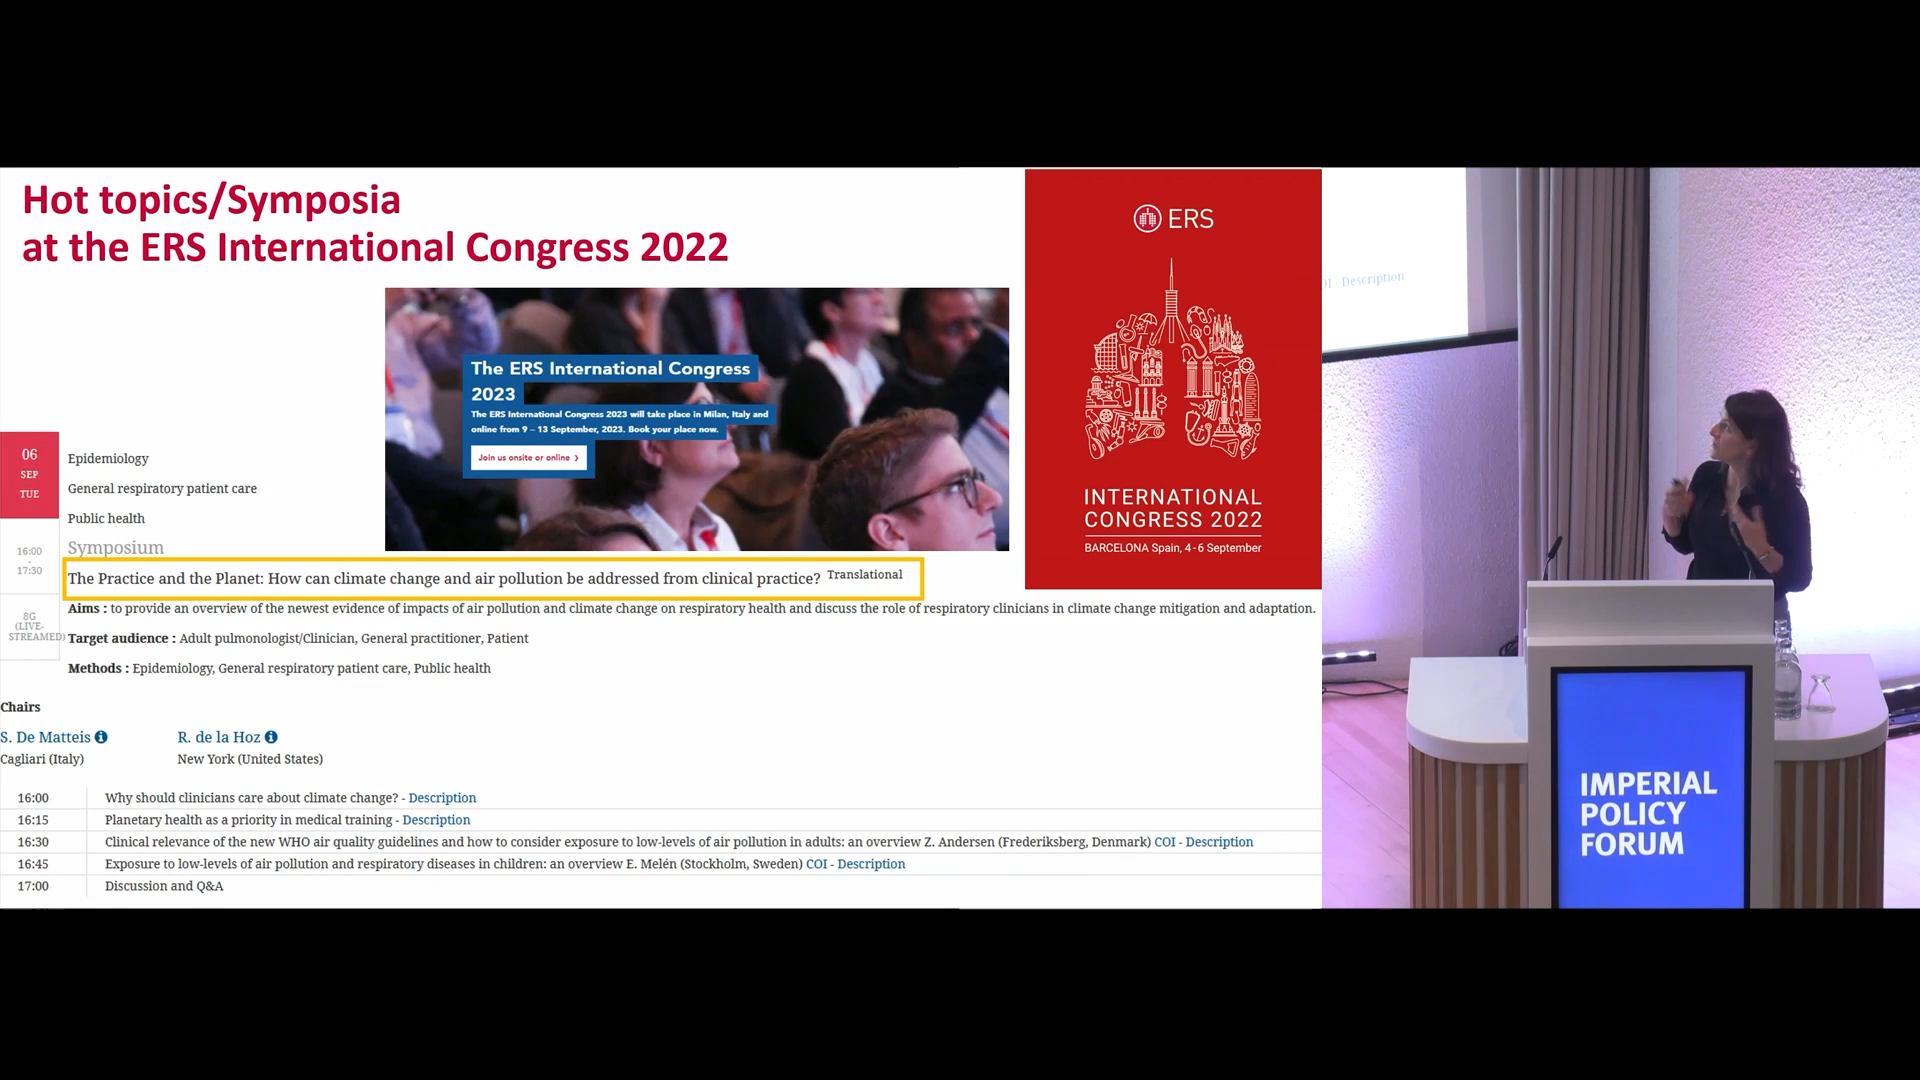 Hot topics/Symposia
at the ERS International Congress 2022
The ERS International Congress
2023
The ERS International Congress 2023 will take place in Milan, Italy and
online from 9 – 13 September, 2023. Book your place now.
Join us onsite or online ›
ERS
INTERNATIONAL
CONGRESS 2022
BARCELONA Spain, 4-6 September
06
SEP
TUE
16:00
-
17:30
8G
(LIVE-
STREAMED)
Epidemiology
General respiratory patient care
Public health
Symposium
The Practice and the Planet: How can climate change and air pollution be addressed from clinical practice? Translational
Aims : to provide an overview of the newest evidence of impacts of air pollution and climate change on respiratory health and discuss the role of respiratory clinicians in climate change mitigation and adaptation.
Target audience : Adult pulmonologist/Clinician, General practitioner, Patient
Methods : Epidemiology, General respiratory patient care, Public health
Chairs
S. De Matteis R. de la Hoz
Cagliari (Italy) New York (United States)
16:00 Why should clinicians care about climate change? - Description
16:15 Planetary health as a priority in medical training - Description
16:30 Clinical relevance of the new WHO air quality guidelines and how to consider exposure to low-levels of air pollution in adults: an overview Z. Andersen (Frederiksberg, Denmark) COI - Description
16:45 Exposure to low-levels of air pollution and respiratory diseases in children: an overview E. Melén (Stockholm, Sweden) COI - Description
17:00 Discussion and Q&A
OI - Description
IMPERIAL
POLICY
FORUM